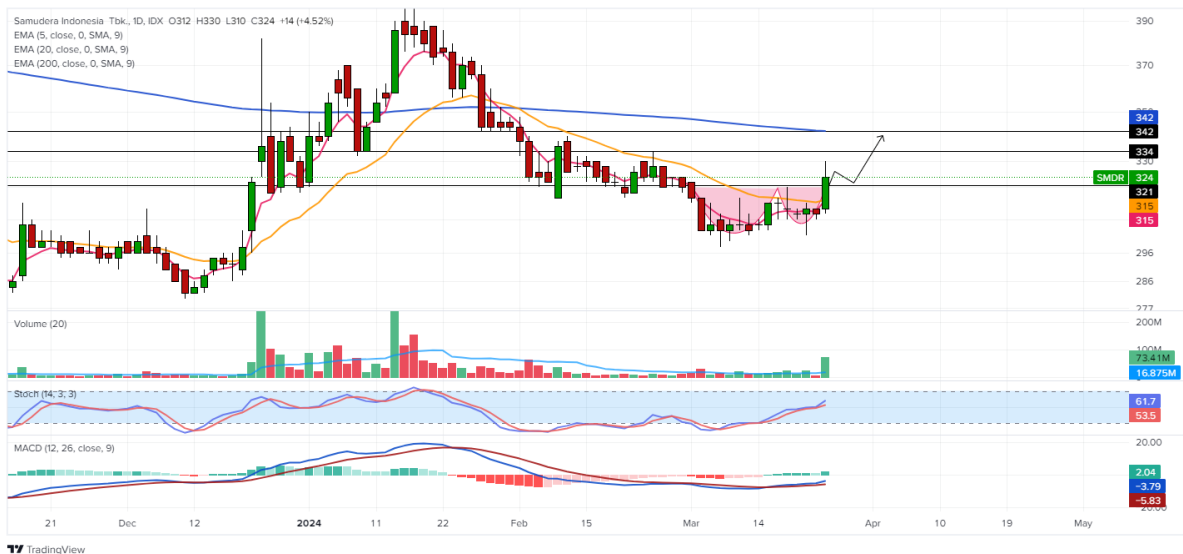 Samudera Indonesia Tbk., 1D, IDX O312 H330 L310 C324 +14 (+4.52%)
EMA (5, close, 0, SMA, 9)
EMA (20, close, 0, SMA, 9)
EMA (200, close, 0, SMA, 9)
390
370
342
342
334
330
SMDR 324
321
315
315
296
286
277
Volume (20)
200M
73.41M
16.875M
Stoch (14, 3, 3)
61.7
53.5
MACD (12, 26, close, 9)
20.00
2.04
−3.79
−5.83
21 Dec 12 2024 11 22 Feb 15 Mar 14 Apr 10 19 May
TradingView